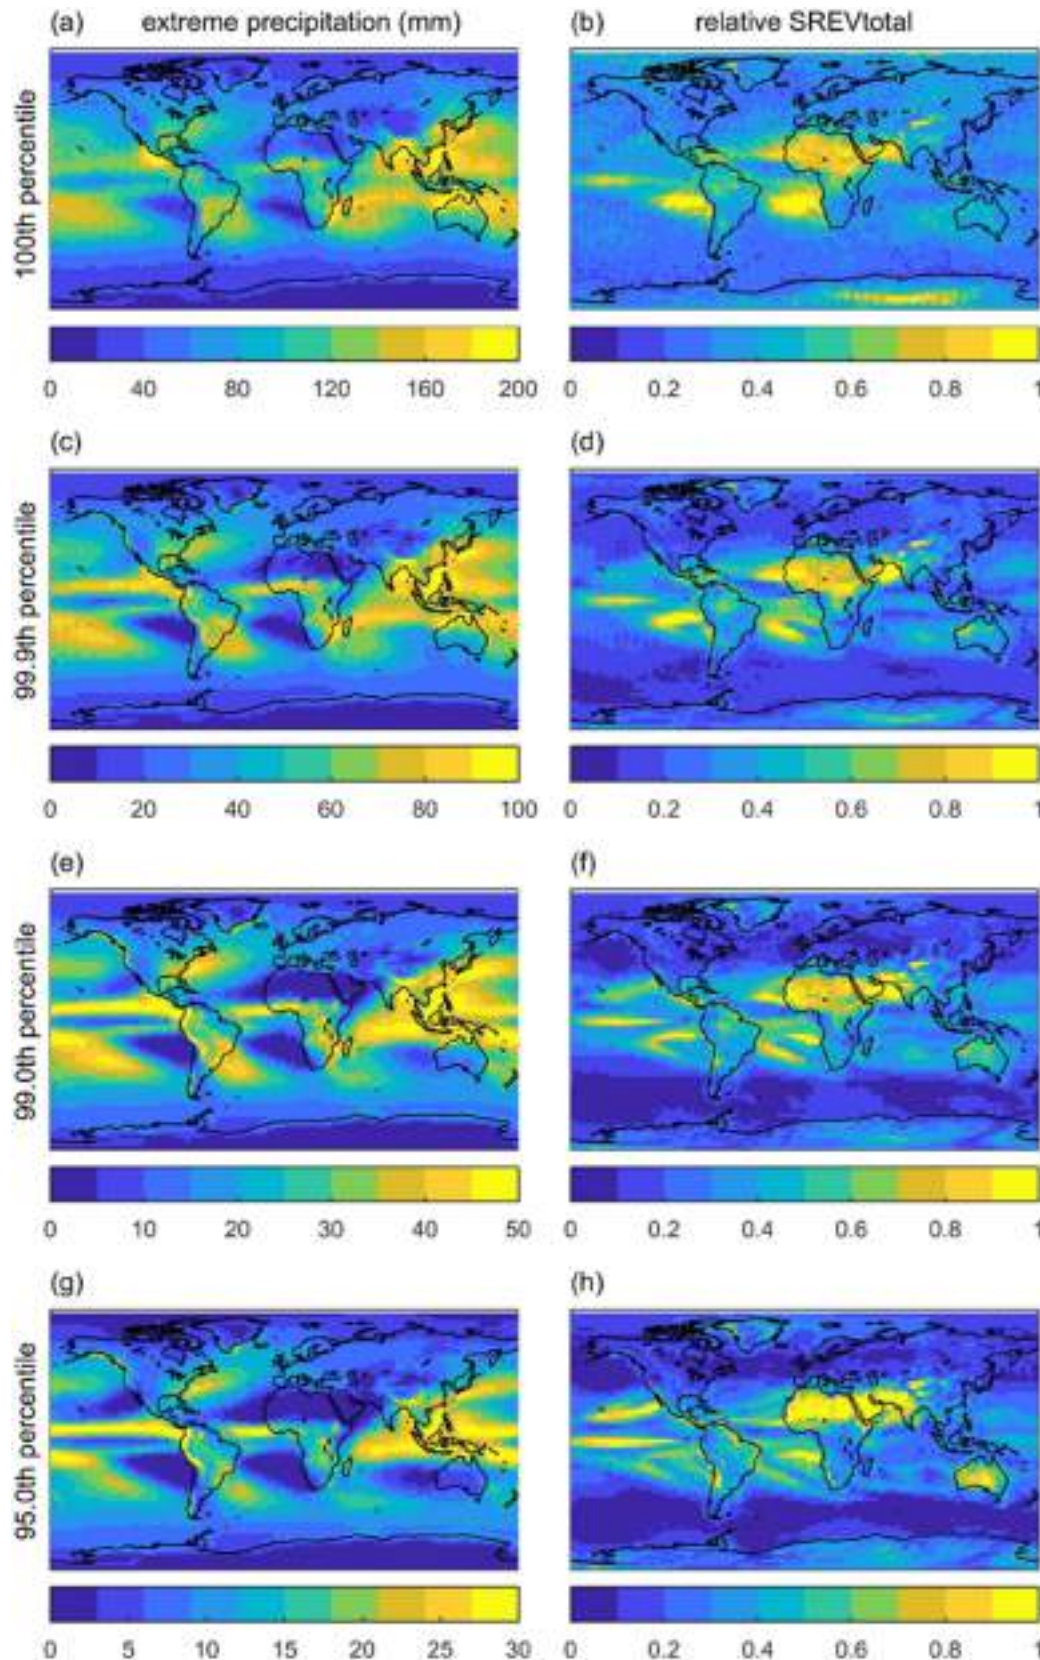 (a) extreme precipitation (mm)
(b) relative SREVtotal
100th percentile
0 40 80 120 160 200
0 0.2 0.4 0.6 0.8 1
(c)
(d)
99.9th percentile
0 20 40 60 80 100
0 0.2 0.4 0.6 0.8 1
(e)
(f)
99.0th percentile
0 10 20 30 40 50
0 0.2 0.4 0.6 0.8 1
(g)
(h)
95.0th percentile
0 5 10 15 20 25 30
0 0.2 0.4 0.6 0.8 1